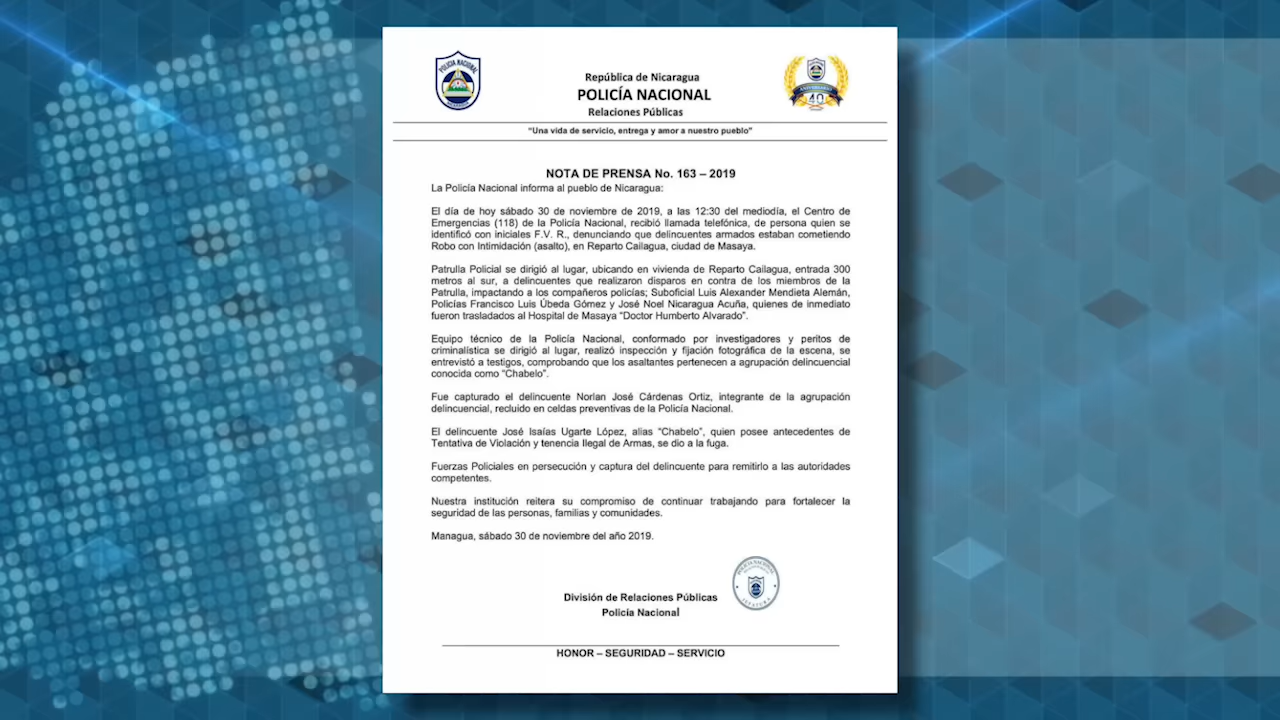 POLICIA NACIONAL
República de Nicaragua
POLICÍA NACIONAL
Relaciones Públicas
ANIVERSARIO
40
“Una vida de servicio, entrega y amor a nuestro pueblo”
NOTA DE PRENSA No. 163 – 2019
La Policía Nacional informa al pueblo de Nicaragua:
El día de hoy sábado 30 de noviembre de 2019, a las 12:30 del mediodía, el Centro de
Emergencias (118) de la Policía Nacional, recibió llamada telefónica, de persona quien se
identificó con iniciales F.V. R., denunciando que delincuentes armados estaban cometiendo
Robo con Intimidación (asalto), en Reparto Cailagua, ciudad de Masaya.
Patrulla Policial se dirigió al lugar, ubicando en vivienda de Reparto Cailagua, entrada 300
metros al sur, a delincuentes que realizaron disparos en contra de los miembros de la
Patrulla, impactando a los compañeros policías; Suboficial Luis Alexander Mendieta Alemán,
Policías Francisco Luis Úbeda Gómez y José Noel Nicaragua Acuña, quienes de inmediato
fueron trasladados al Hospital de Masaya “Doctor Humberto Alvarado”.
Equipo técnico de la Policía Nacional, conformado por investigadores y peritos de
criminalística se dirigió al lugar, realizó inspección y fijación fotográfica de la escena, se
entrevistó a testigos, comprobando que los asaltantes pertenecen a agrupación delincuencial
conocida como “Chabelo”.
Fue capturado el delincuente Norlan José Cárdenas Ortiz, integrante de la agrupación
delincuencial, recluido en celdas preventivas de la Policía Nacional.
El delincuente José Isaías Ugarte López, alias “Chabelo”, quien posee antecedentes de
Tentativa de Violación y tenencia Ilegal de Armas, se dio a la fuga.
Fuerzas Policiales en persecución y captura del delincuente para remitirlo a las autoridades
competentes.
Nuestra institución reitera su compromiso de continuar trabajando para fortalecer la
seguridad de las personas, familias y comunidades.
Managua, sábado 30 de noviembre del año 2019.
División de Relaciones Públicas
Policía Nacional
POLICIA NACIONAL
JEFATURA
HONOR – SEGURIDAD – SERVICIO